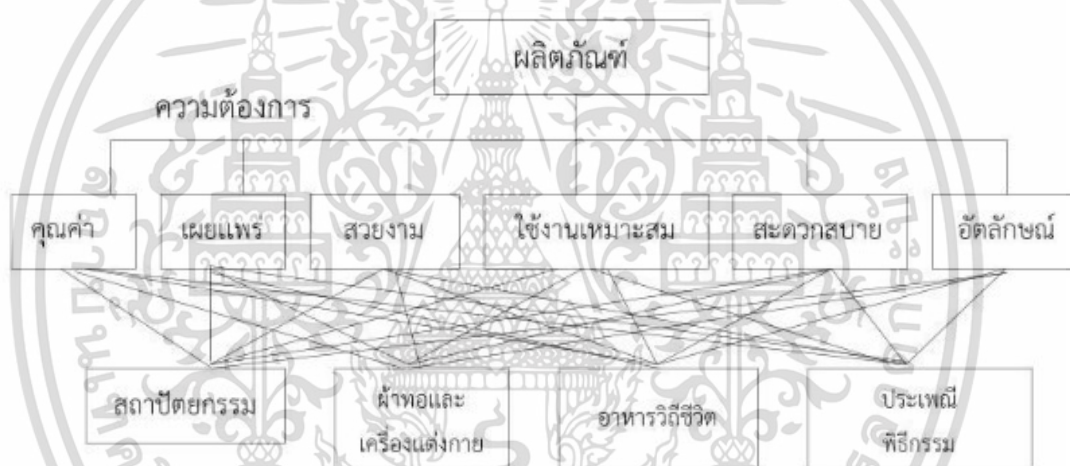 ผลิตภัณฑ์
ความต้องการ
คุณค่า เผยแพร่ สวยงาม ใช้งานเหมาะสม สะดวกสบาย อัตลักษณ์
สถาปัตยกรรม
ผ้าทอและ
เครื่องแต่งกาย
อาหารวิถีชีวิต
ประเพณี
พิธีกรรม